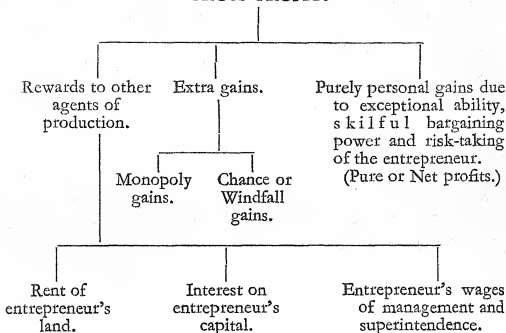 Rewards to other
agents of
production.
Extra gains.
Purely personal gains due
to exceptional ability,
skilful bargaining
power and risk-taking
of the entrepreneur.
(Pure or Net profits.)
Monopoly
gains.
Chance or
Windfall
gains.
Rent of
entrepreneur's
land.
Interest on
entrepreneur's
capital.
Entrepreneur's wages
of management and
superintendence.